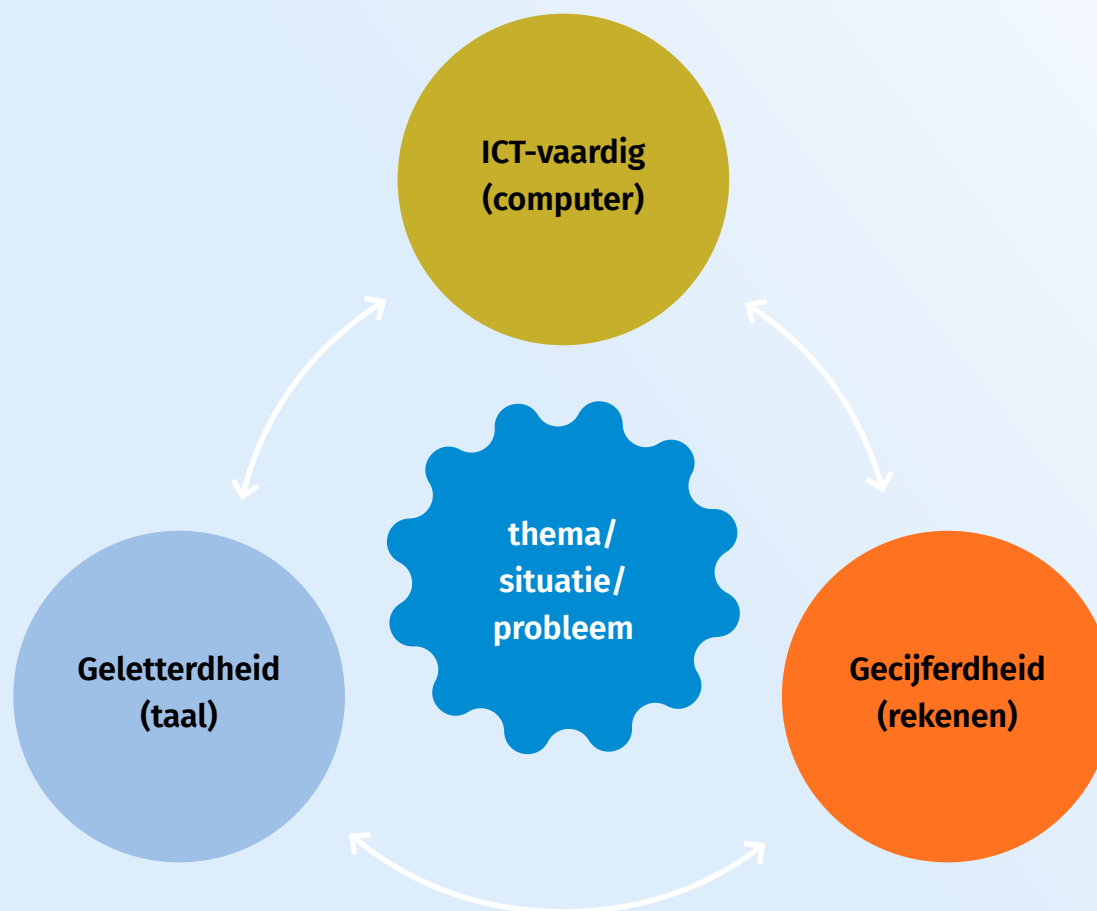 ICT-vaardig
(computer)
thema/
situatie/
probleem
Geletterdheid
(taal)
Gecijferdheid
(rekenen)